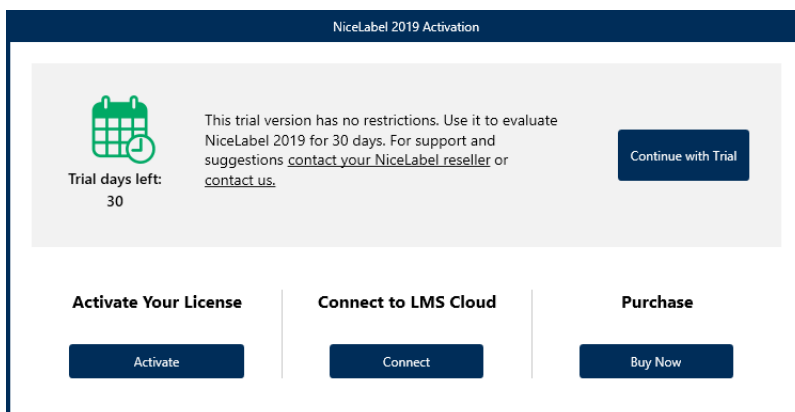 NiceLabel 2019 Activation
This trial version has no restrictions. Use it to evaluate
NiceLabel 2019 for 30 days. For support and
suggestions contact your NiceLabel reseller or
contact us.
Trial days left:
30
Continue with Trial
Activate Your License
Activate
Connect to LMS Cloud
Connect
Purchase
Buy Now